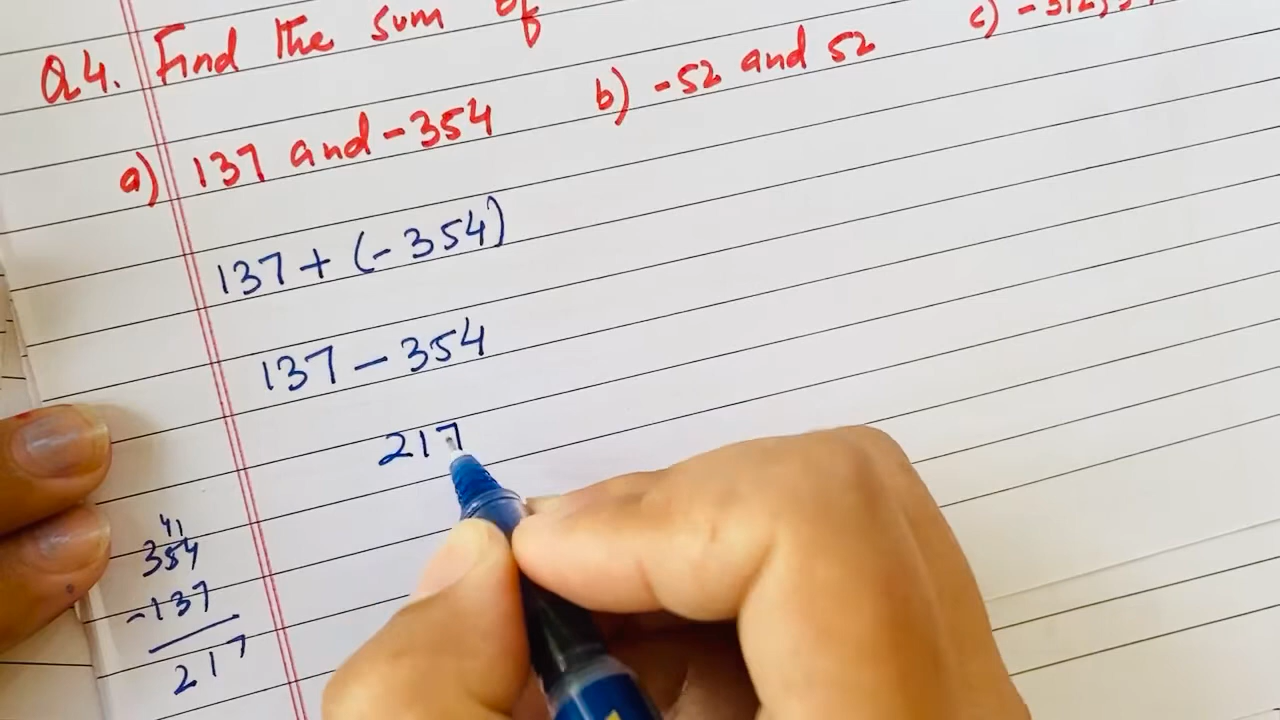 Q4. Find the sum of
a) 137 and -354 b) -52 and 52 c)
137 + (-354)
137 - 354
217
41
354
-137
217